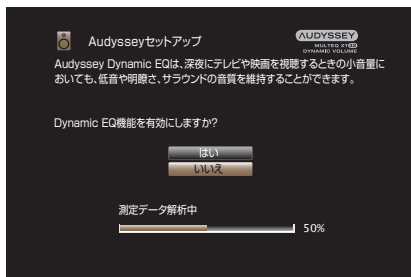 Audysseyセットアップ
AUDYSSEY
MULTEQ XT32
DYNAMIC VOLUME
Audyssey Dynamic EQは、深夜にテレビや映画を視聴するときの小音量に
おいても、低音や明瞭さ、サラウンドの音質を維持することができます。
Dynamic EQ機能を有効にしますか?
はい
いいえ
測定データ解析中
50%